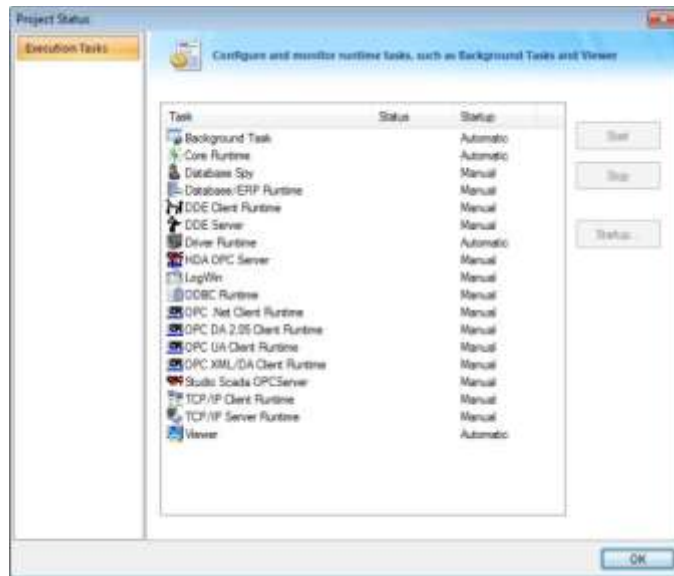 Project Status
Execution Tasks
Configure and monitor runtime tasks, such as Background Tasks and Viewer
Task Status Startup
Background Task Automatic
Core Runtime Automatic
Database Spy Manual
Database/ERP Runtime Manual
DDE Client Runtime Manual
DDE Server Manual
Driver Runtime Automatic
HDA OPC Server Manual
LogWin Manual
ODBC Runtime Manual
OPC .Net Client Runtime Manual
OPC DA 2.05 Client Runtime Manual
OPC UA Client Runtime Manual
OPC XML/DA Client Runtime Manual
Studio Scada OPCServer Manual
TCP/IP Client Runtime Manual
TCP/IP Server Runtime Manual
Viewer Automatic
Start
Stop
Startup...
OK